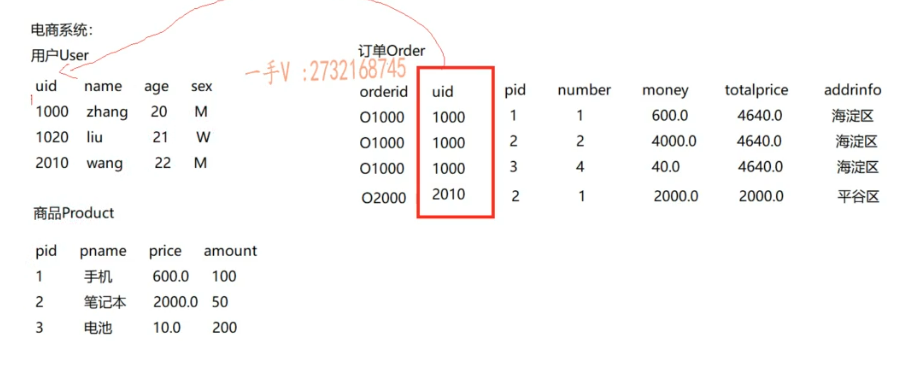 电商系统：
用户User
uid name age sex
1000 zhang 20 M
1020 liu 21 W
2010 wang 22 M
商品Product
pid pname price amount
1 手机 600.0 100
2 笔记本 2000.0 50
3 电池 10.0 200
一手V :2732168745
订单Order
orderid uid pid number money totalprice addrinfo
O1000 1000 1 1 600.0 4640.0 海淀区
O1000 1000 2 2 4000.0 4640.0 海淀区
O1000 1000 3 4 40.0 4640.0 海淀区
O2000 2010 2 1 2000.0 2000.0 平谷区